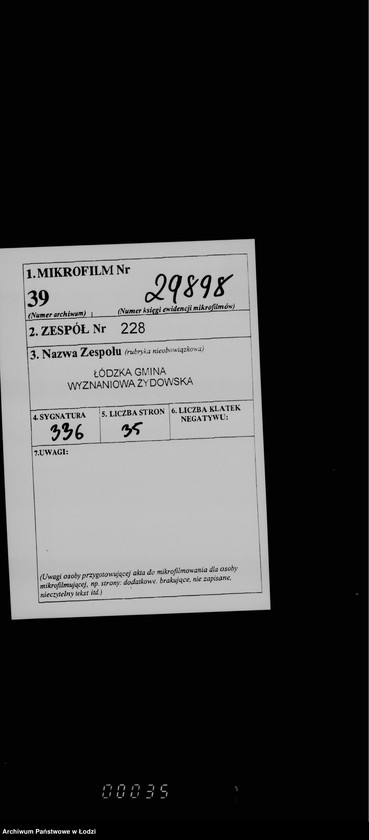 1. MIKROFILM Nr
39 29898
(Numer archiwum) (Numer księgi ewidencji mikrofilmów)
2. ZESPÓŁ Nr 228
3. Nazwa Zespołu (rubryka nieobowiązkowa)
ŁÓDZKA GMINA
WYZNANIOWA ŻYDOWSKA
4. SYGNATURA 5. LICZBA STRON 6. LICZBA KLATEK
NEGATYWU:
336 35
7. UWAGI:
(Uwagi osoby przygotowującej akta do mikrofilmowania dla osoby
mikrofilmującej, np. strony: dodatkowe, brakujące, nie zapisane,
nieczytelny tekst itd.)
00035
Archiwum Państwowe w Łodzi